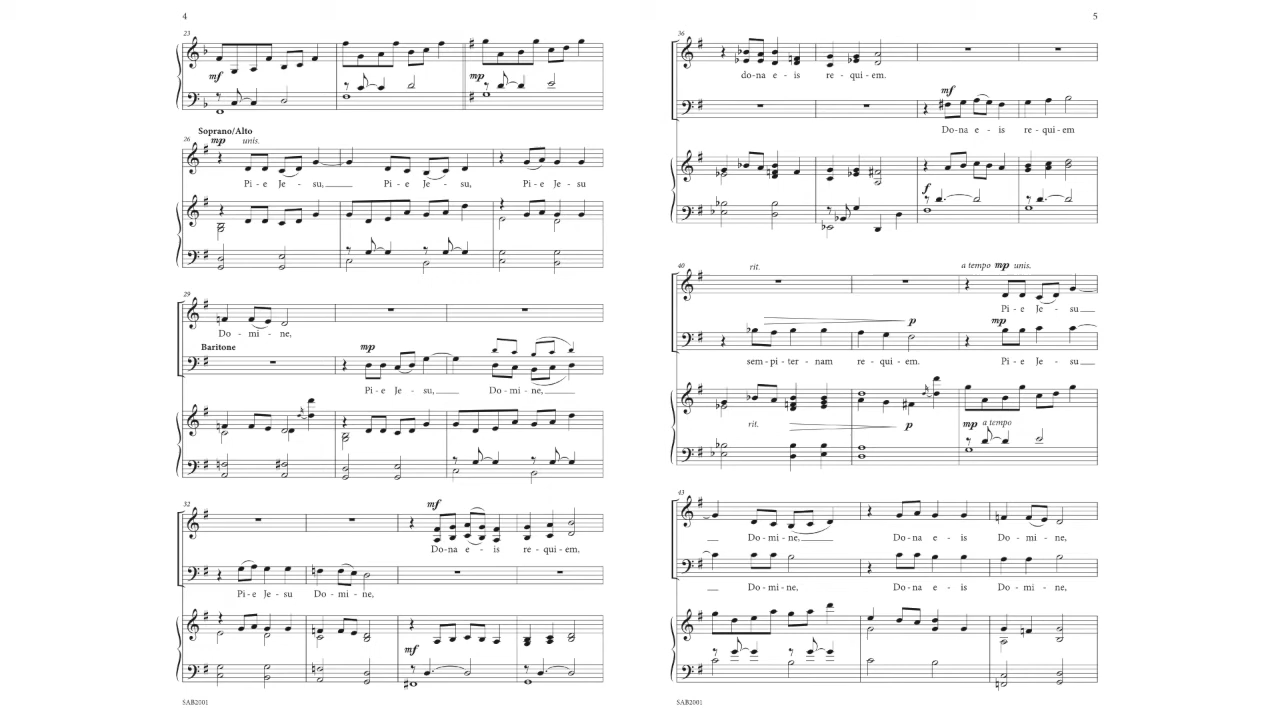 4
23
mf
mp
Soprano/Alto
26
mp unis.
Pi - e Je - su, Pi - e Je - su, Pi - e Je - su
29
Do - mi - ne,
Baritone
mp
Pi - e Je - su, Do - mi - ne,
32
mf
Do - na e - is re - qui - em.
Pi - e Je - su Do - mi - ne,
mf
SAB2001
5
36
do - na e - is re - qui - em.
mf
Do - na e - is re - qui - em
f
40
rit.
a tempo mp unis.
Pi - e Je - su
p
mp
sem - pi - ter - nam re - qui - em. Pi - e Je - su
rit.
p
mp a tempo
43
Do - mi - ne, Do - na e - is Do - mi - ne,
Do - mi - ne, Do - na e - is Do - mi - ne,
SAB2001